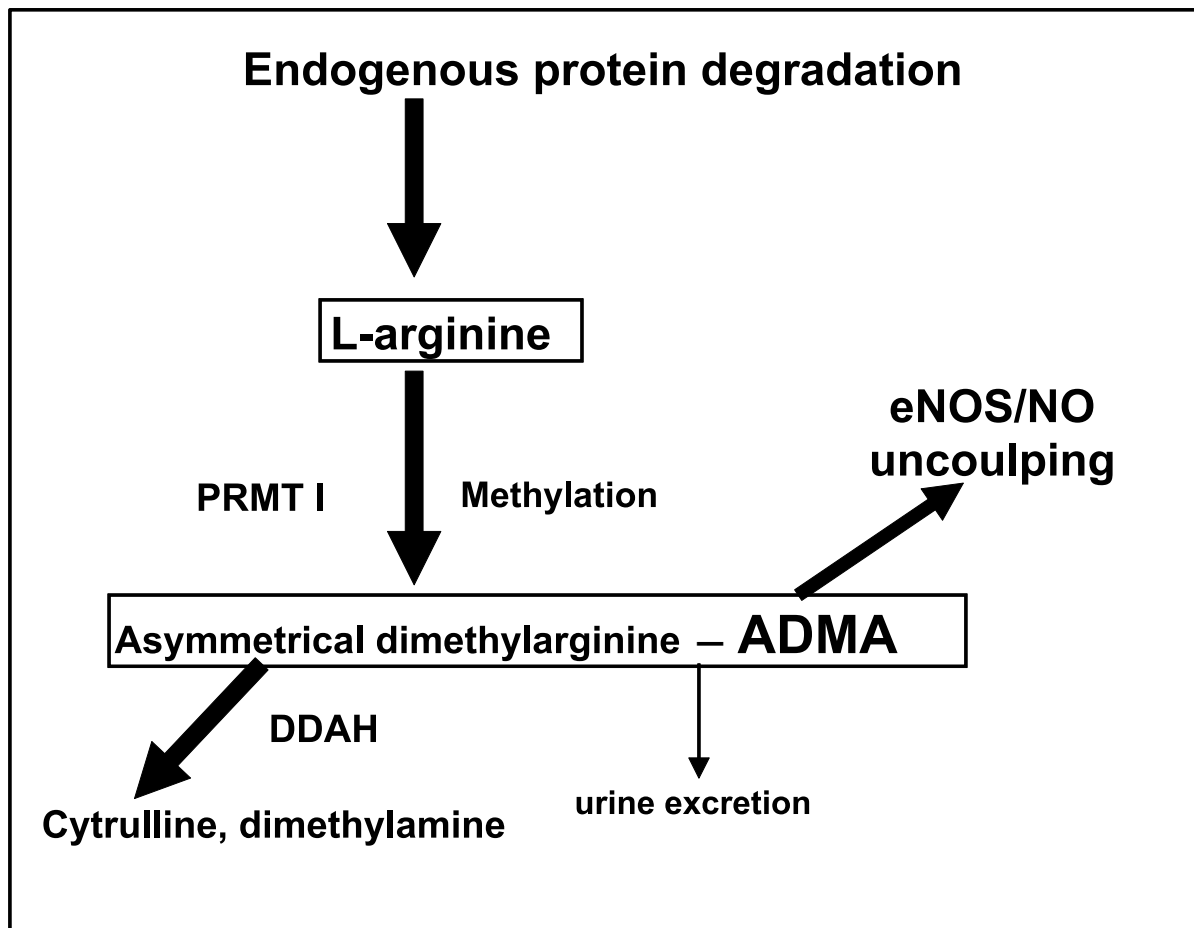 Endogenous protein degradation
L-arginine
eNOS/NO
uncoulping
PRMT I
Methylation
Asymmetrical dimethylarginine – ADMA
DDAH
urine excretion
Cytrulline, dimethylamine